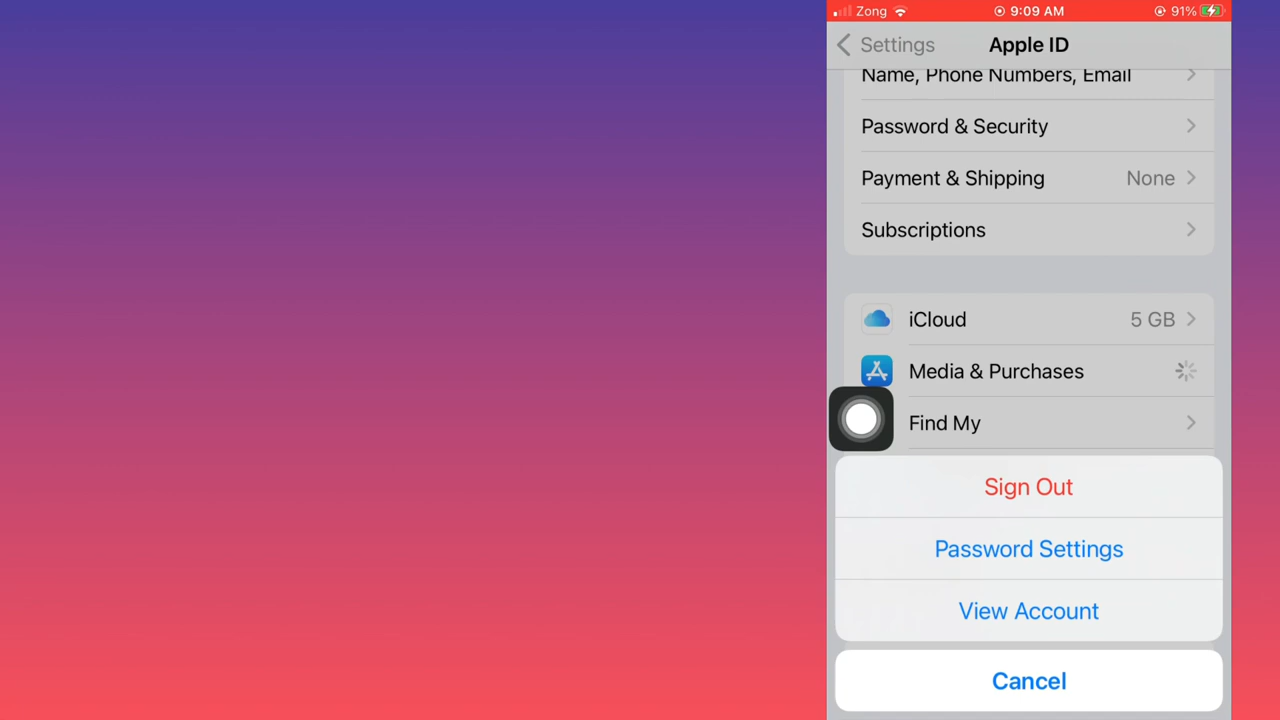 Zong 9:09 AM 91%
Settings Apple ID
Name, Phone Numbers, Email
Password & Security
Payment & Shipping None
Subscriptions
iCloud 5 GB
Media & Purchases
Find My
Sign Out
Password Settings
View Account
Cancel